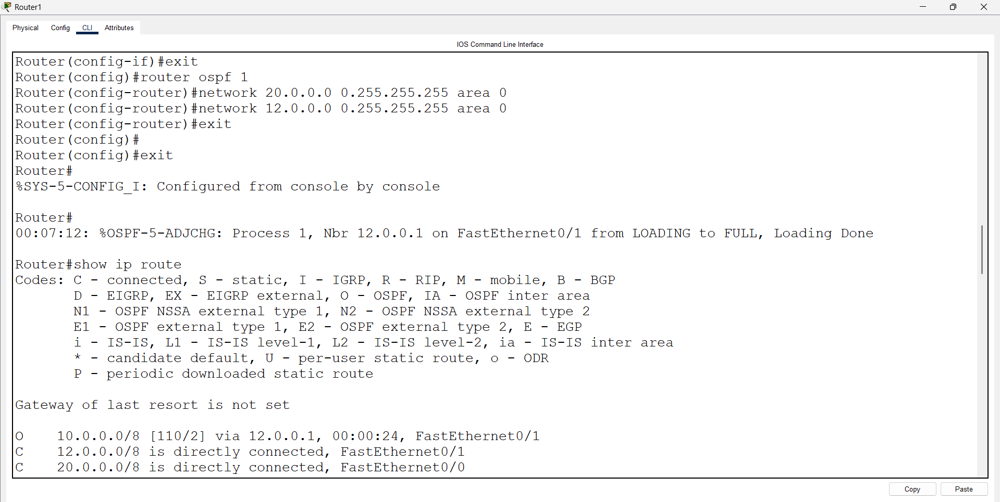 Router1
Physical Config CLI Attributes
IOS Command Line Interface
Router(config-if)#exit
Router(config)#router ospf 1
Router(config-router)#network 20.0.0.0 0.255.255.255 area 0
Router(config-router)#network 12.0.0.0 0.255.255.255 area 0
Router(config-router)#exit
Router(config)#
Router(config)#exit
Router#
%SYS-5-CONFIG_I: Configured from console by console
Router#
00:07:12: %OSPF-5-ADJCHG: Process 1, Nbr 12.0.0.1 on FastEthernet0/1 from LOADING to FULL, Loading Done
Router#show ip route
Codes: C - connected, S - static, I - IGRP, R - RIP, M - mobile, B - BGP
D - EIGRP, EX - EIGRP external, O - OSPF, IA - OSPF inter area
N1 - OSPF NSSA external type 1, N2 - OSPF NSSA external type 2
E1 - OSPF external type 1, E2 - OSPF external type 2, E - EGP
i - IS-IS, L1 - IS-IS level-1, L2 - IS-IS level-2, ia - IS-IS inter area
* - candidate default, U - per-user static route, o - ODR
P - periodic downloaded static route
Gateway of last resort is not set
O 10.0.0.0/8 [110/2] via 12.0.0.1, 00:00:24, FastEthernet0/1
C 12.0.0.0/8 is directly connected, FastEthernet0/1
C 20.0.0.0/8 is directly connected, FastEthernet0/0
Copy Paste